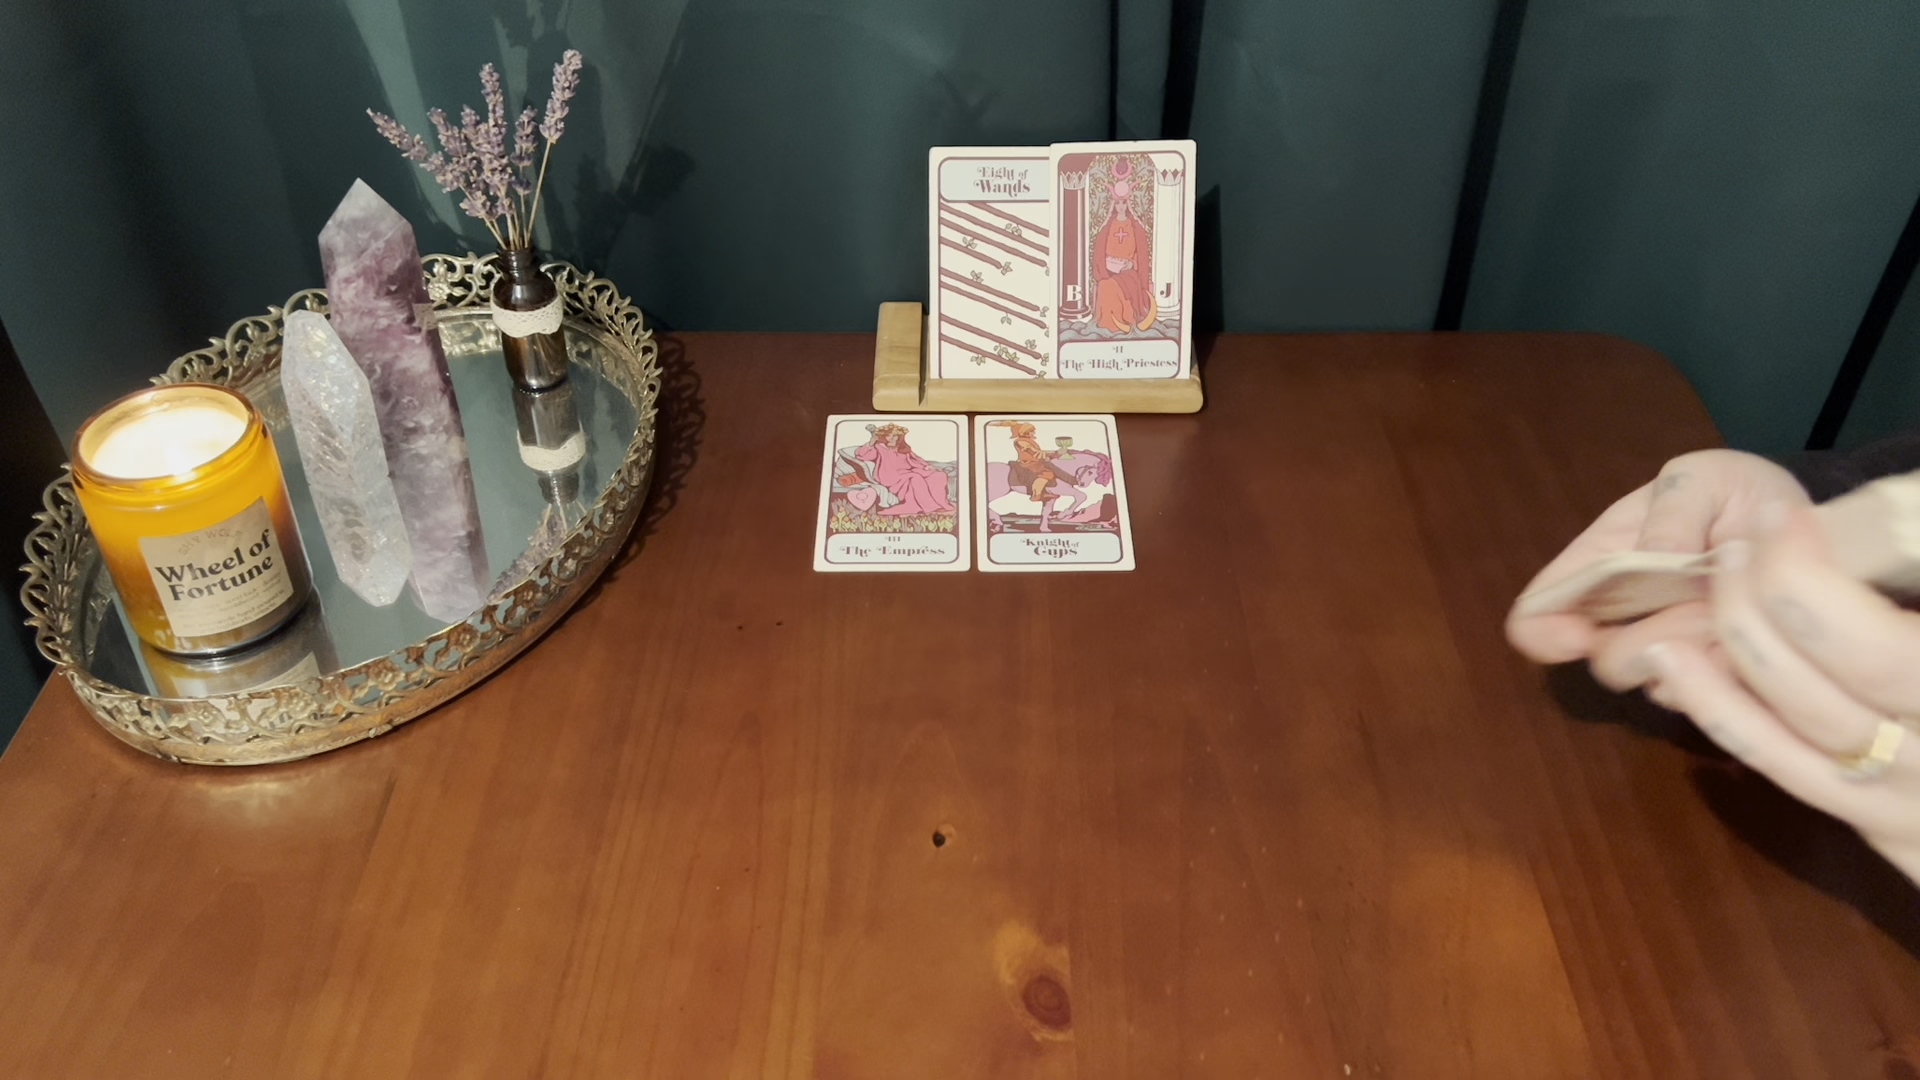 Eight of
Wands
B
J
II
The High Priestess
III
The Empress
Knight of
Cups
Wheel of
Fortune